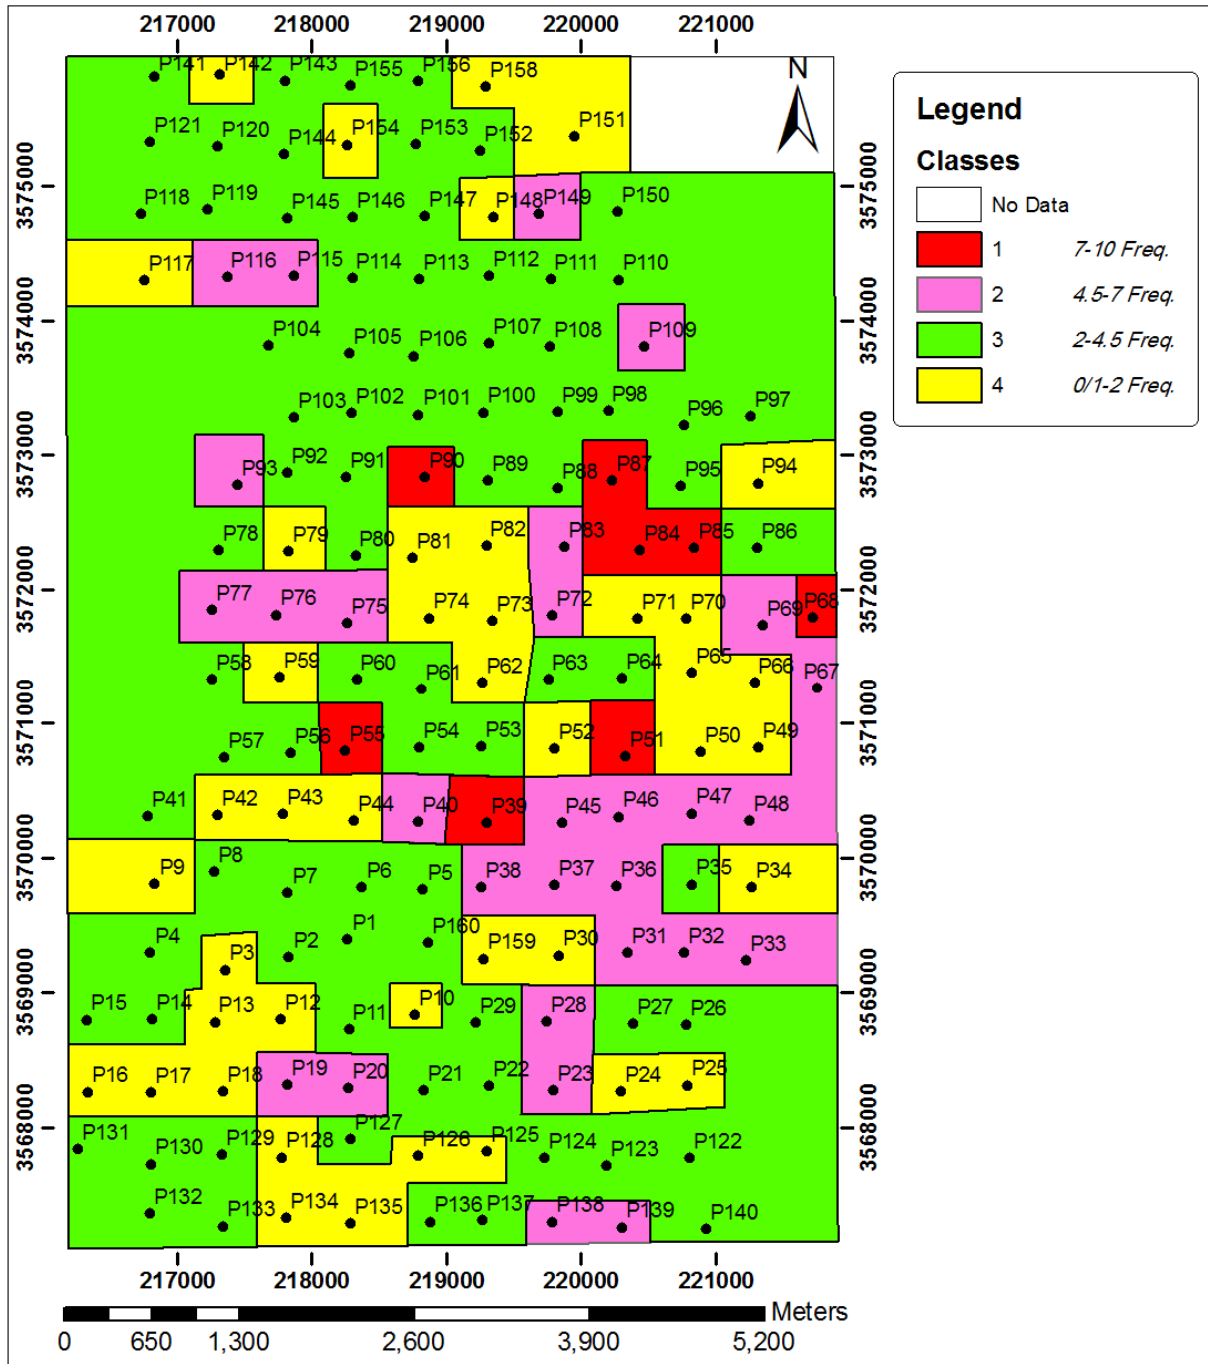 217000 218000 219000 220000 221000
N
P141 P142 P143 P155 P156 P158
P121 P120 P144 P154 P153 P152 P151
3575000 3575000
P118 P119 P145 P146 P147 P148 P149 P150
P117 P116 P115 P114 P113 P112 P111 P110
3574000 3574000
P104 P105 P106 P107 P108 P109
P103 P102 P101 P100 P99 P98 P96 P97
3573000 3573000
P93 P92 P91 P90 P89 P88 P87 P95 P94
P78 P79 P80 P81 P82 P83 P84 P85 P86
3572000 3572000
P77 P76 P75 P74 P73 P72 P71 P70 P69 P68
P58 P59 P60 P61 P62 P63 P64 P65 P66 P67
3571000 3571000
P57 P56 P55 P54 P53 P52 P51 P50 P49
P41 P42 P43 P44 P40 P39 P45 P46 P47 P48
3570000 3570000
P9 P8 P7 P6 P5 P38 P37 P36 P35 P34
P4 P3 P2 P1 P160 P159 P30 P31 P32 P33
3569000 3569000
P15 P14 P13 P12 P11 P10 P29 P28 P27 P26
P16 P17 P18 P19 P20 P21 P22 P23 P24 P25
3568000 3568000
P131 P130 P129 P128 P127 P126 P125 P124 P123 P122
P132 P133 P134 P135 P136 P137 P138 P139 P140
217000 218000 219000 220000 221000
Meters
0 650 1,300 2,600 3,900 5,200
Legend
Classes
No Data
1 7-10 Freq.
2 4.5-7 Freq.
3 2-4.5 Freq.
4 0/1-2 Freq.